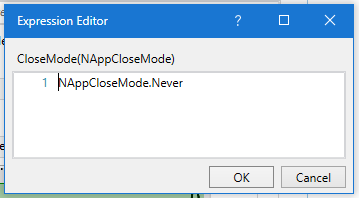 Expression Editor
CloseMode(NAppCloseMode)
1 NAppCloseMode.Never
OK Cancel